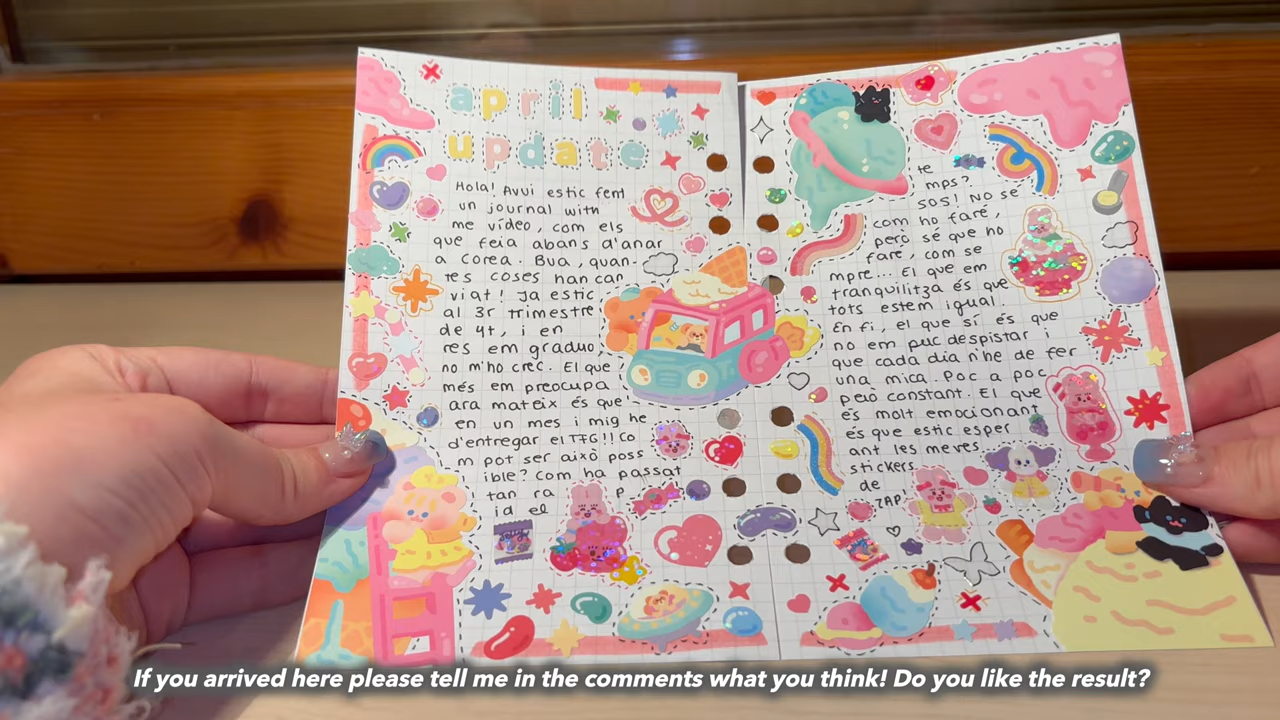 april
update
Hola! Avui estic fent
un journal with
me vídeo, com els
que feia abans d'anar
a Corea. Bua, quan-
tes coses han can
viat! Ja estic
al 3r trimestre
de 4t, i en
res em graduo,
no m'ho crec. El que
més em preocupa
ara mateix és que
en un mes i mig he
d'entregar el TFG!! Co
m pot ser això poss
ible? Com ha passat
tan ra p
id el
te
mps?
SOS! No sé
com ho faré,
però sé que ho
faré, com se
mpre... El que em
tranquilitza és que
tots estem igual.
En fi, el que sí és que
no em puc despistar i
que cada dia n'he de fer
una mica. Poc a poc
però constant. El que
és molt emocionant
és que estic esper
ant les meves
stickers
de
ZAP
If you arrived here please tell me in the comments what you think! Do you like the result?